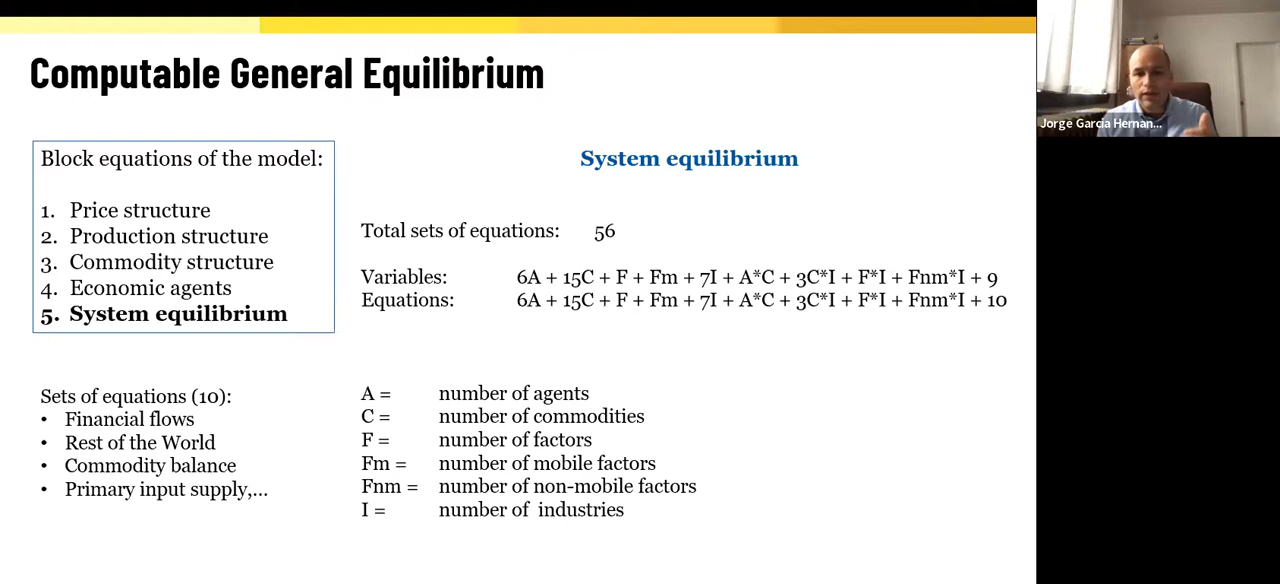 Computable General Equilibrium
Jorge Garcia Hernan...
Block equations of the model:
1. Price structure
2. Production structure
3. Commodity structure
4. Economic agents
5. System equilibrium
System equilibrium
Total sets of equations: 56
Variables: 6A + 15C + F + Fm + 7I + A*C + 3C*I + F*I + Fnm*I + 9
Equations: 6A + 15C + F + Fm + 7I + A*C + 3C*I + F*I + Fnm*I + 10
Sets of equations (10):
• Financial flows
• Rest of the World
• Commodity balance
• Primary input supply,...
A = number of agents
C = number of commodities
F = number of factors
Fm = number of mobile factors
Fnm = number of non-mobile factors
I = number of industries